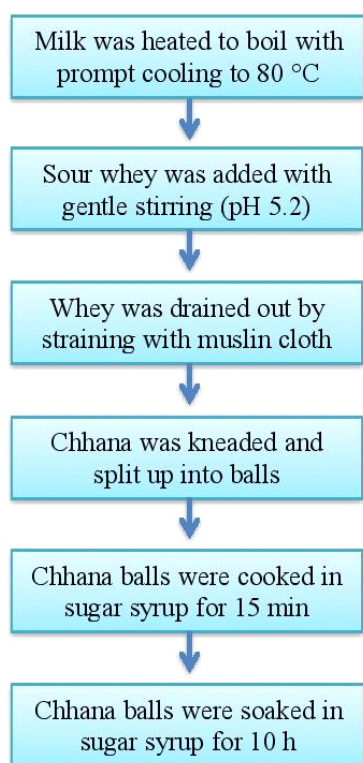 Milk was heated to boil with
prompt cooling to 80 °C
Sour whey was added with
gentle stirring (pH 5.2)
Whey was drained out by
straining with muslin cloth
Chhana was kneaded and
split up into balls
Chhana balls were cooked in
sugar syrup for 15 min
Chhana balls were soaked in
sugar syrup for 10 h